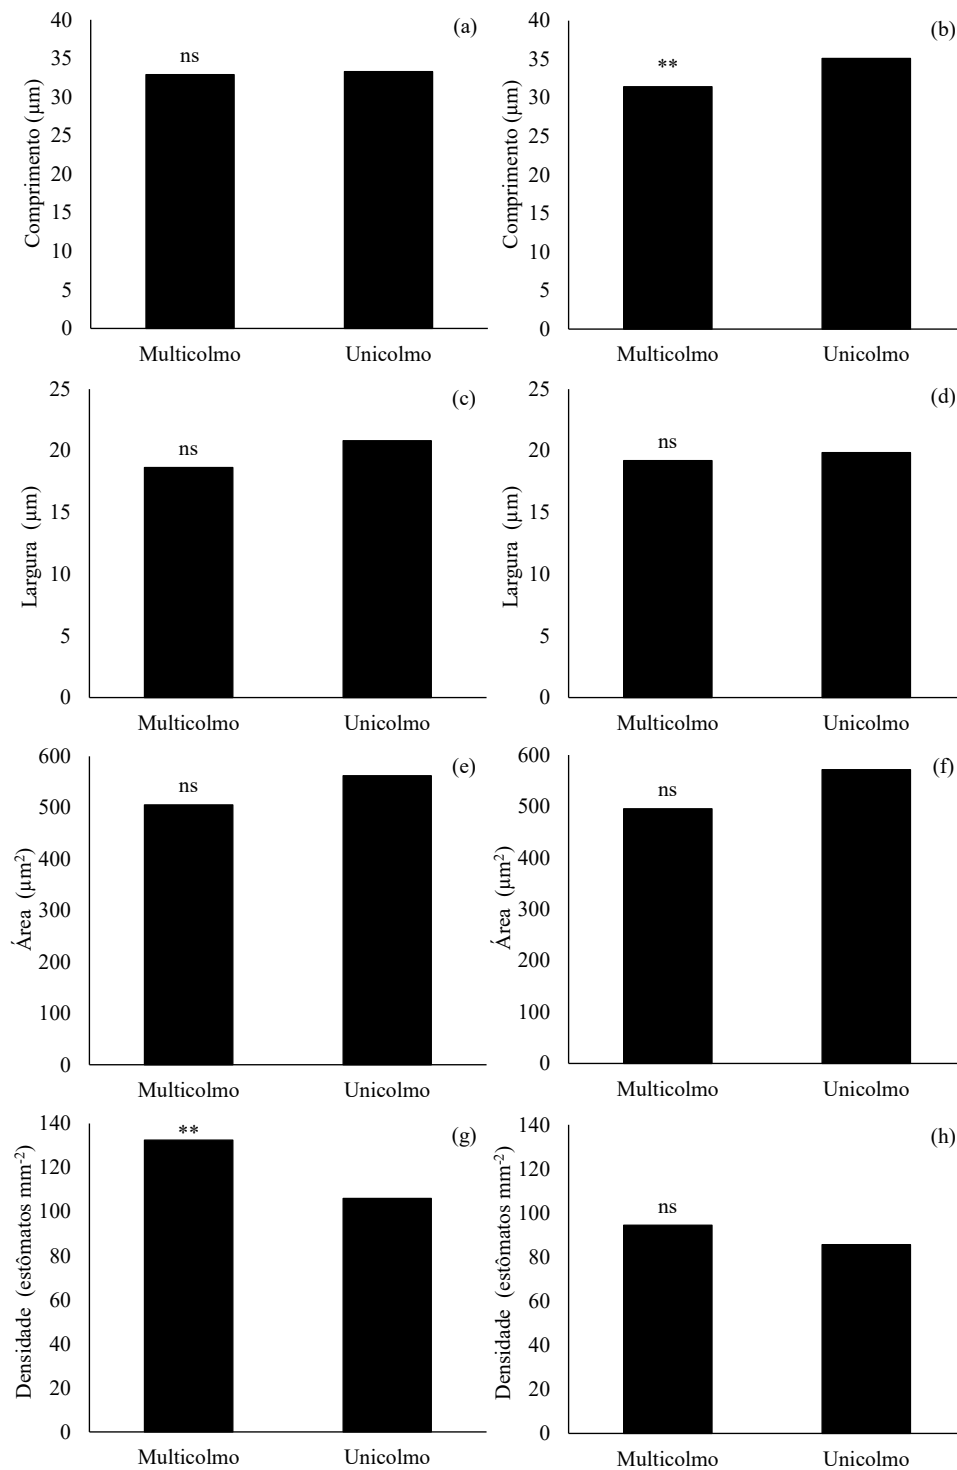 (a)
Comprimento (µm)
40
35
30
25
20
15
10
5
0
ns
Multicolmo
Unicolmo
(b)
Comprimento (µm)
40
35
30
25
20
15
10
5
0
**
Multicolmo
Unicolmo
(c)
Largura (µm)
25
20
15
10
5
0
ns
Multicolmo
Unicolmo
(d)
Largura (µm)
25
20
15
10
5
0
ns
Multicolmo
Unicolmo
(e)
Área (µm²)
600
500
400
300
200
100
0
ns
Multicolmo
Unicolmo
(f)
Área (µm²)
600
500
400
300
200
100
0
ns
Multicolmo
Unicolmo
(g)
Densidade (estômatos mm⁻²)
140
120
100
80
60
40
20
0
**
Multicolmo
Unicolmo
(h)
Densidade (estômatos mm⁻²)
140
120
100
80
60
40
20
0
ns
Multicolmo
Unicolmo